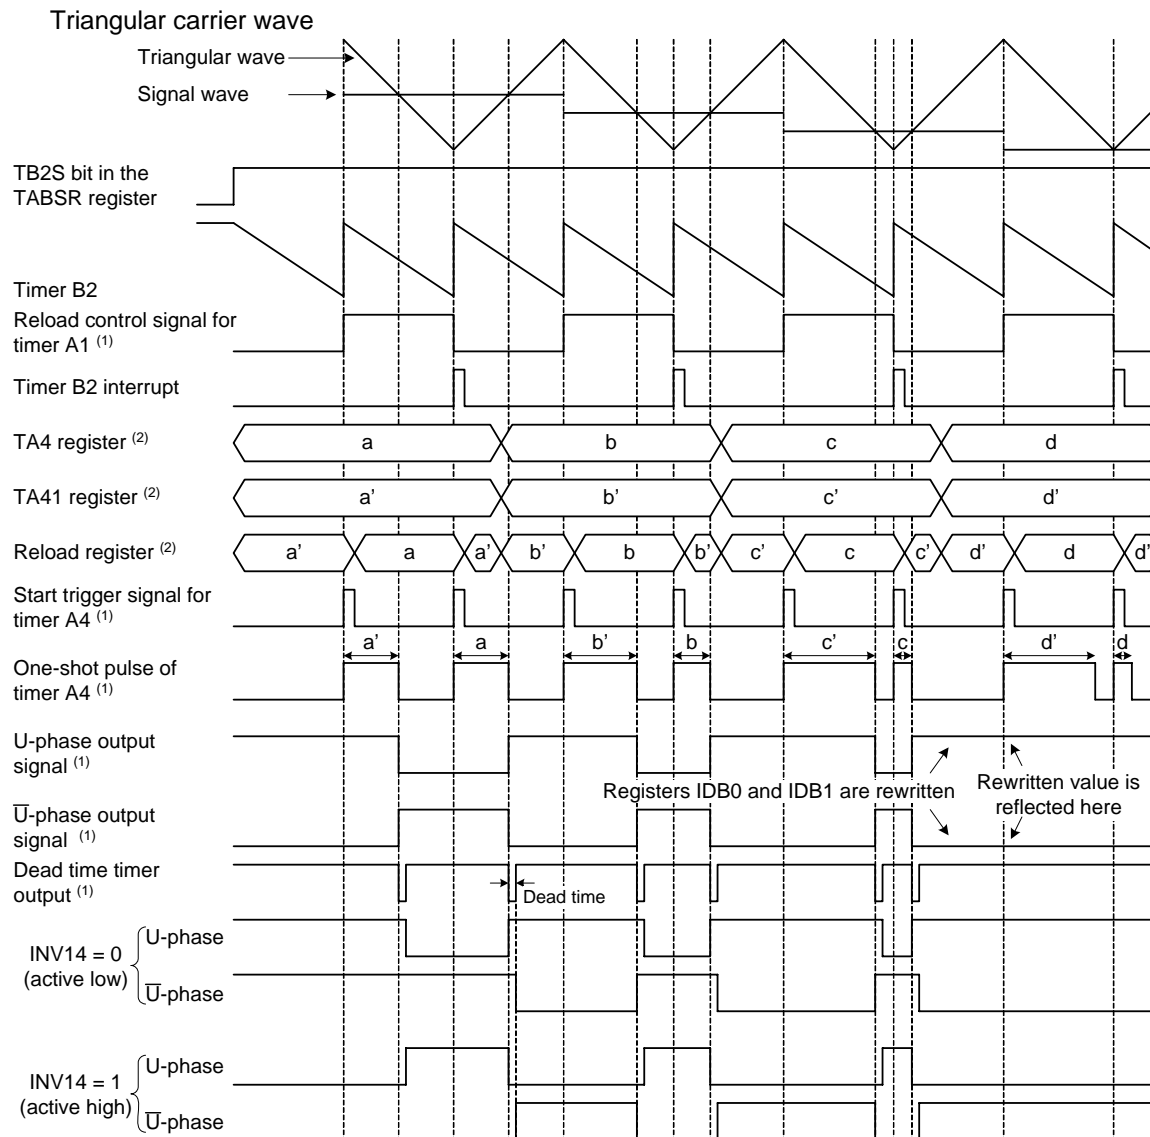 Triangular carrier wave
Triangular wave
Signal wave
TB2S bit in the
TABSR register
Timer B2
Reload control signal for
timer A1 (1)
Timer B2 interrupt
TA4 register (2)
a b c d
TA41 register (2)
a' b' c' d'
Reload register (2)
a' a a' b' b b' c' c c' d' d d'
Start trigger signal for
timer A4 (1)
a' a b' b c' c d' d
One-shot pulse of
timer A4 (1)
U-phase output
signal (1)
Registers IDB0 and IDB1 are rewritten
Rewritten value is
reflected here
U̅-phase output
signal (1)
Dead time timer
output (1)
Dead time
INV14 = 0
(active low)
U-phase
U̅-phase
INV14 = 1
(active high)
U-phase
U̅-phase